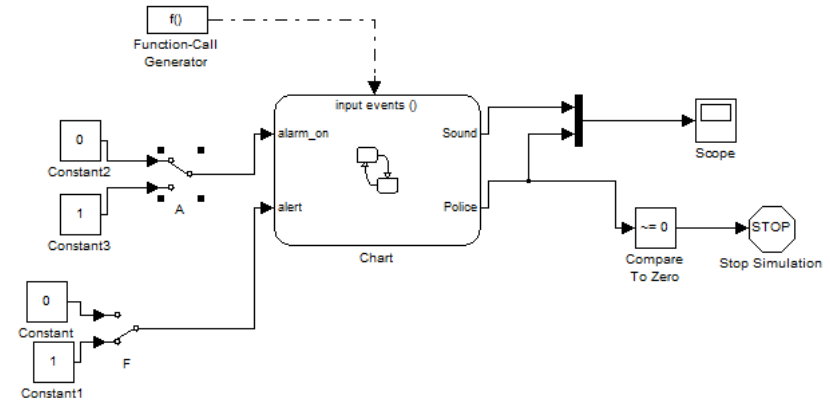 f()
Function-Call
Generator
input events ()
alarm_on
Sound
0
Constant2
Scope
1
Constant3
A
alert
Police
~= 0
STOP
Compare
To Zero
Stop Simulation
Chart
0
Constant
1
Constant1
F